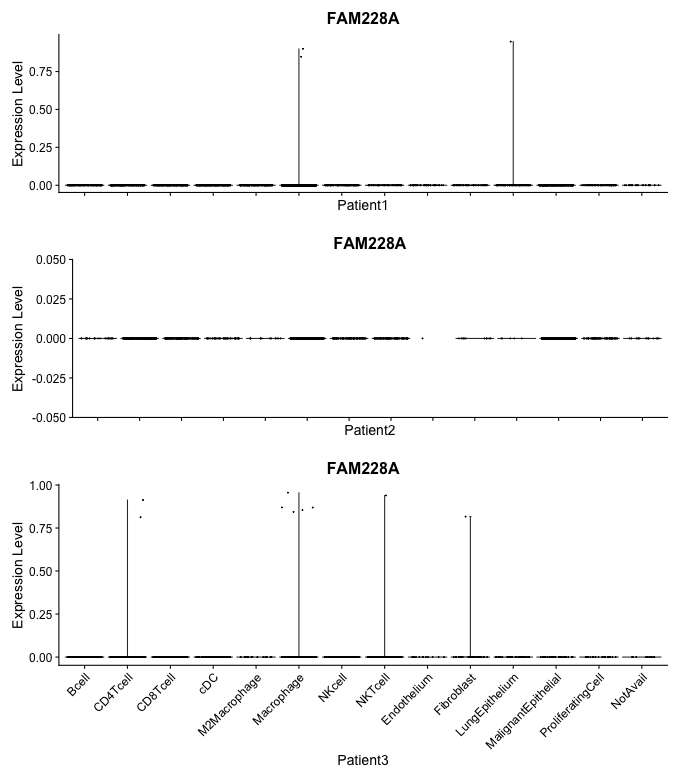 FAM228A
Expression Level
0.75
0.50
0.25
0.00
Patient1
FAM228A
Expression Level
0.050
0.025
0.000
-0.025
-0.050
Patient2
FAM228A
Expression Level
1.00
0.75
0.50
0.25
0.00
Bcell
CD4Tcell
CD8Tcell
cDC
M2Macrophage
Macrophage
NKcell
NKTcell
Endothelium
Fibroblast
LungEpithelium
MalignantEpithelial
ProliferatingCell
NotAvail
Patient3